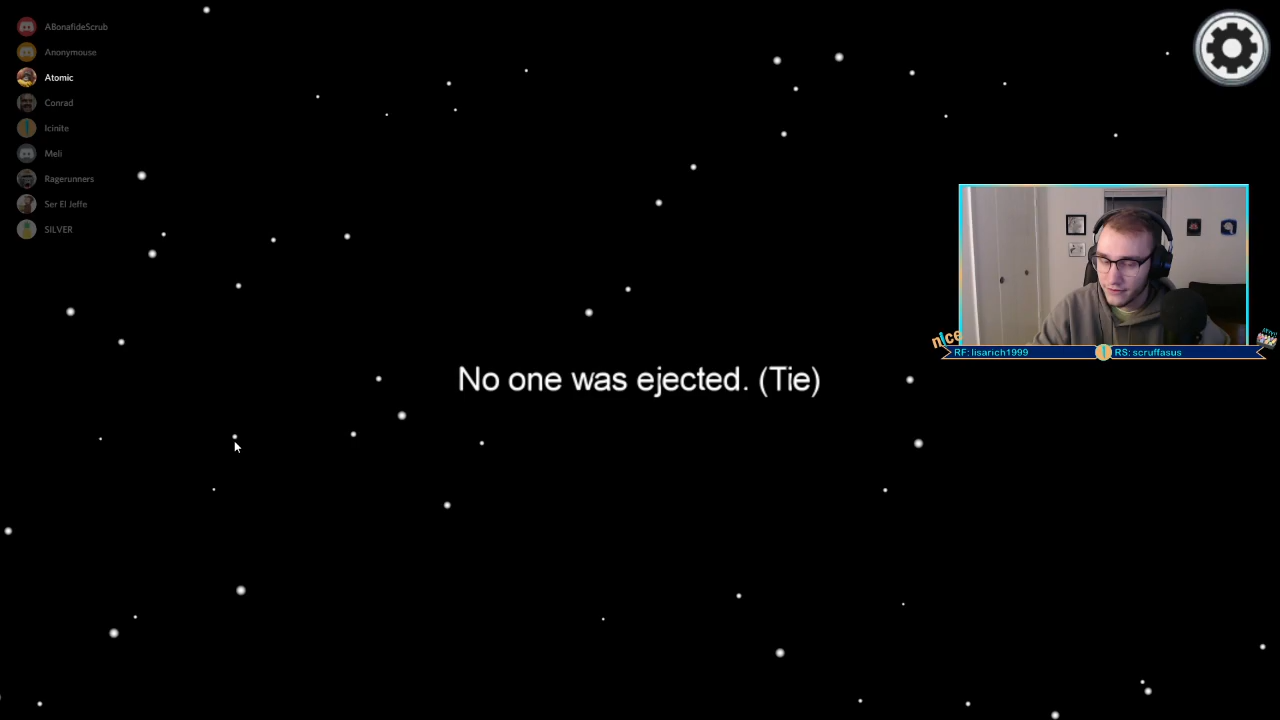 ABonafideScrub
Anonymouse
Atomic
Conrad
Icinite
Meli
Ragerunners
Ser El Jeffe
SILVER
No one was ejected. (Tie)
nice
RF: lisarich1999
RS: scruffasus